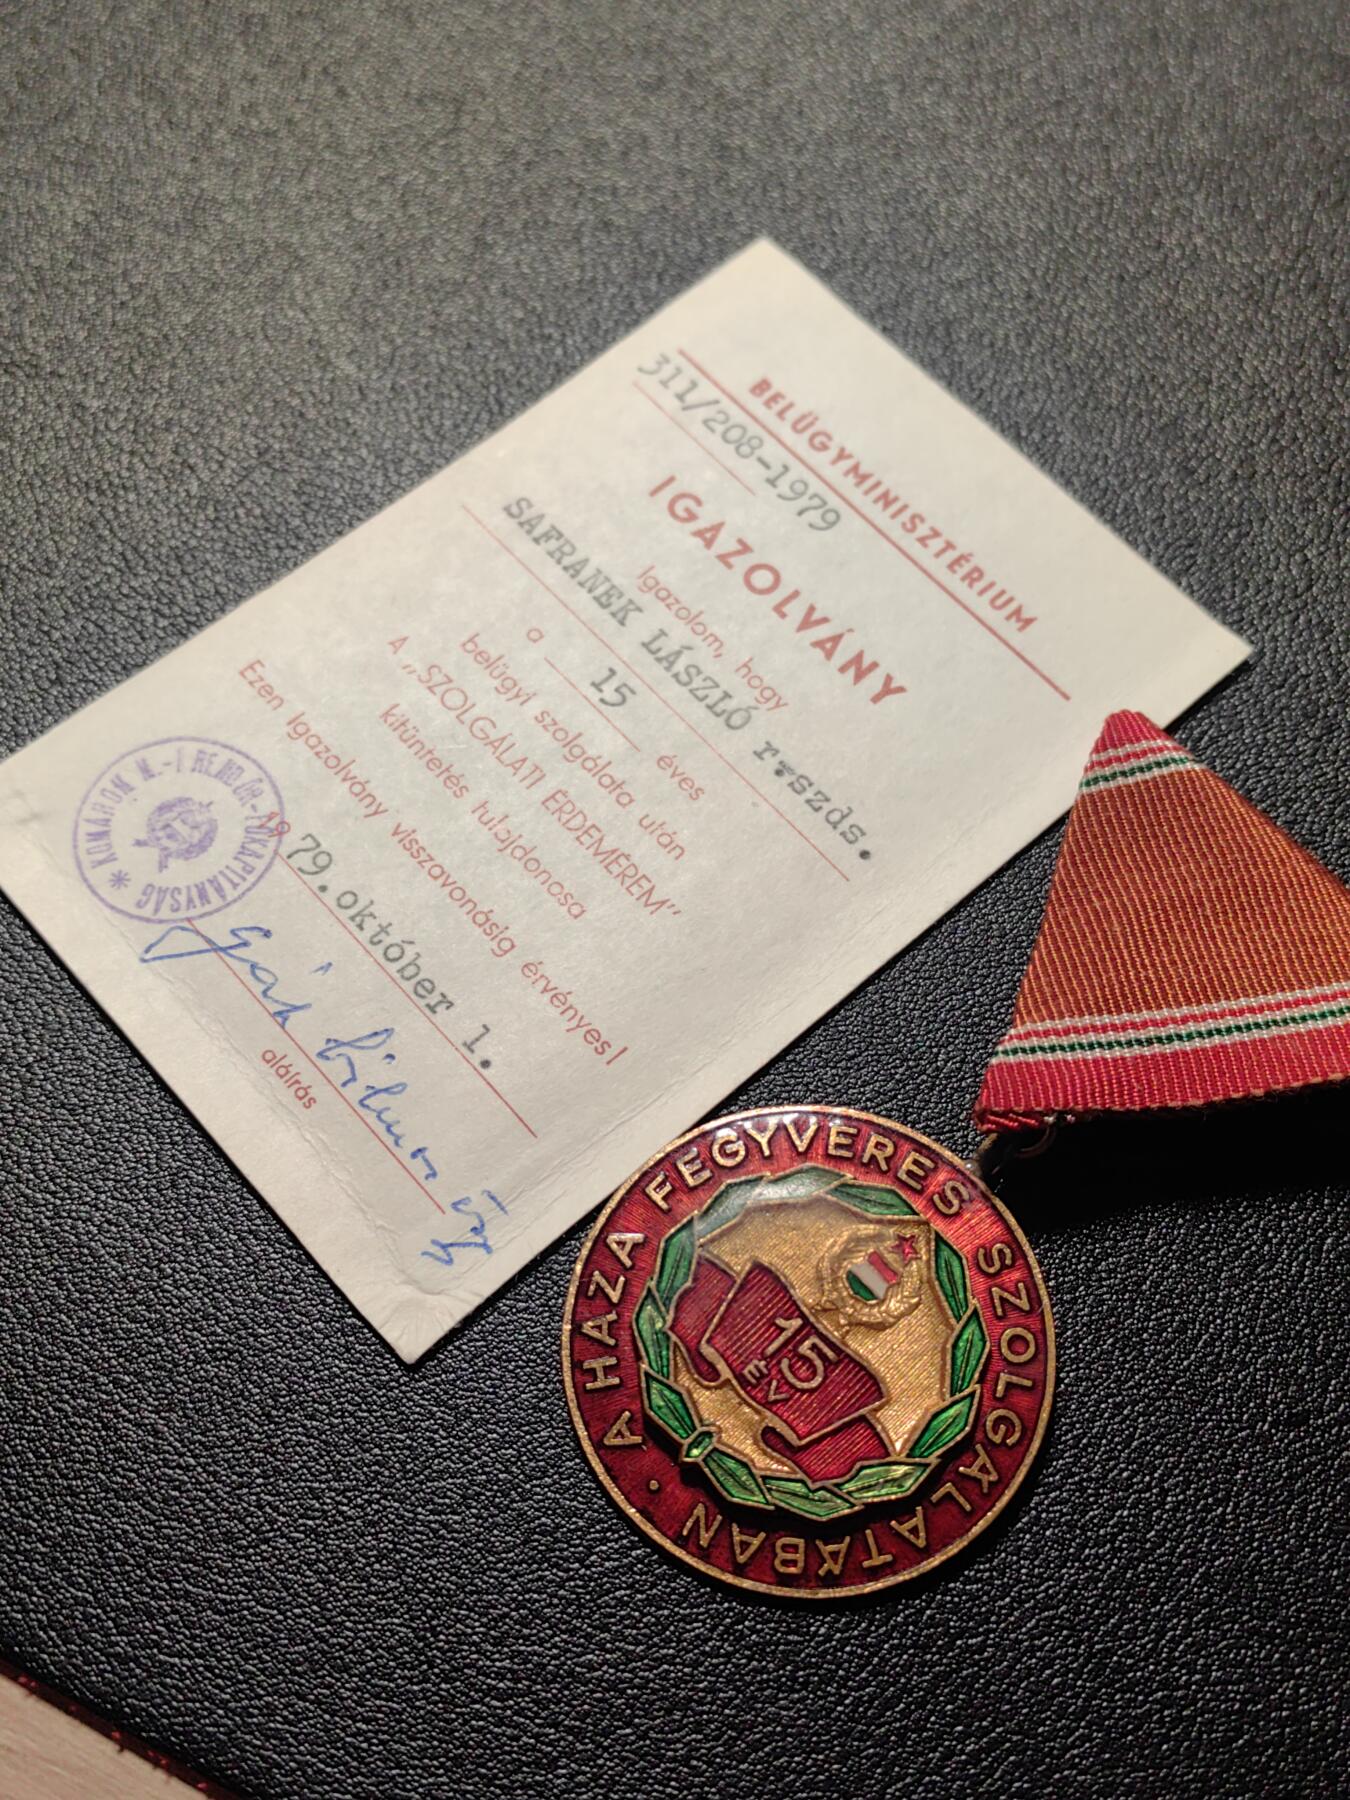 BELÜGYMINISZTÉRIUM
311/208-1979
IGAZOLVÁNY
Igazolom, hogy
SAFRANEK LÁSZLÓ r.szds.
a 15 éves
belügyi szolgálata után
A „SZOLGÁLATI ÉRDEMÉREM”
kitüntetés tulajdonosa
Ezen Igazolvány visszavonásig érvényes!
1979. október 1.
aláírás
KOMÁROM M.-I RENDŐR-FŐKAPITÁNYSÁG
A HAZA FEGYVERES SZOLGÁLATÁBAN
15
ÉV